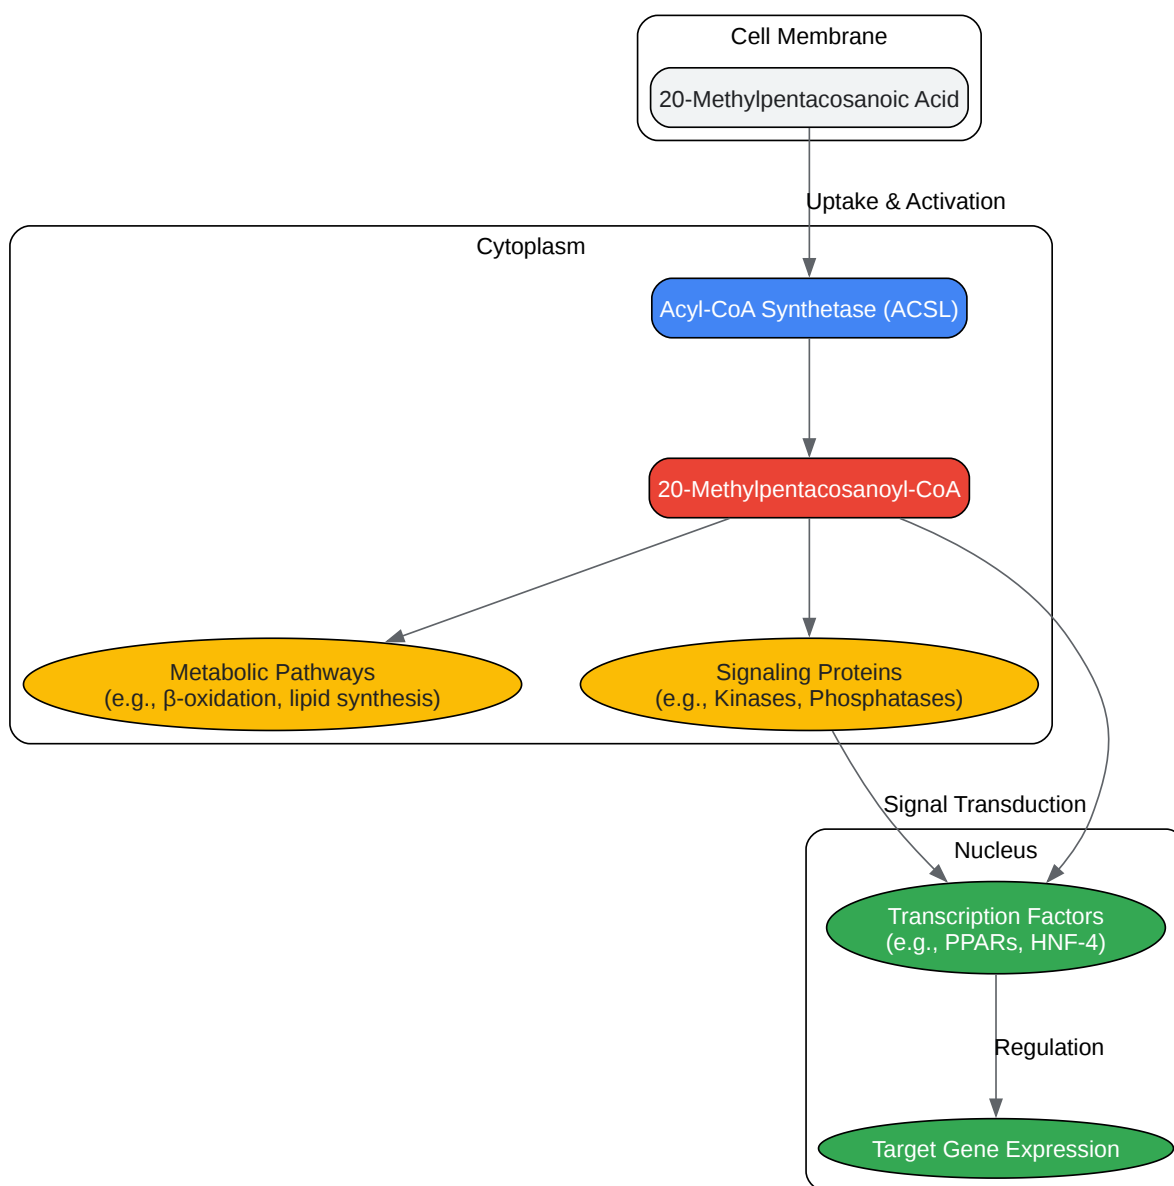 Cell Membrane
20-Methylpentacosanoic Acid
Uptake & Activation
Cytoplasm
Acyl-CoA Synthetase (ACSL)
20-Methylpentacosanoyl-CoA
Metabolic Pathways
(e.g., β-oxidation, lipid synthesis)
Signaling Proteins
(e.g., Kinases, Phosphatases)
Signal Transduction
Nucleus
Transcription Factors
(e.g., PPARs, HNF-4)
Regulation
Target Gene Expression